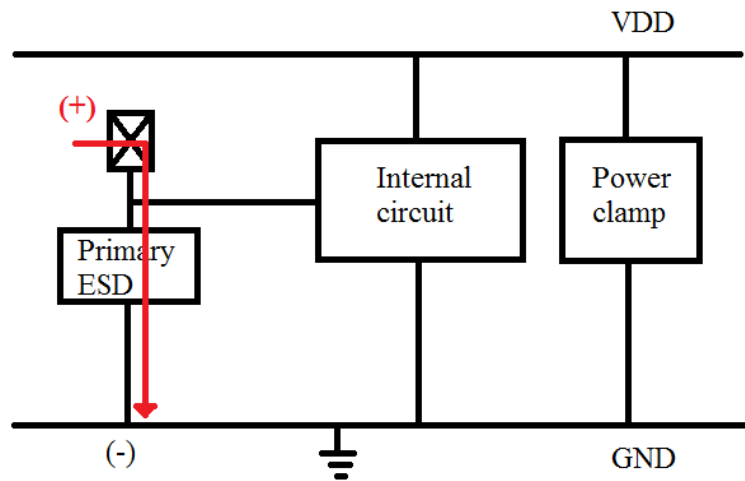 VDD
(+)
Internal
circuit
Power
clamp
Primary
ESD
(-)
GND